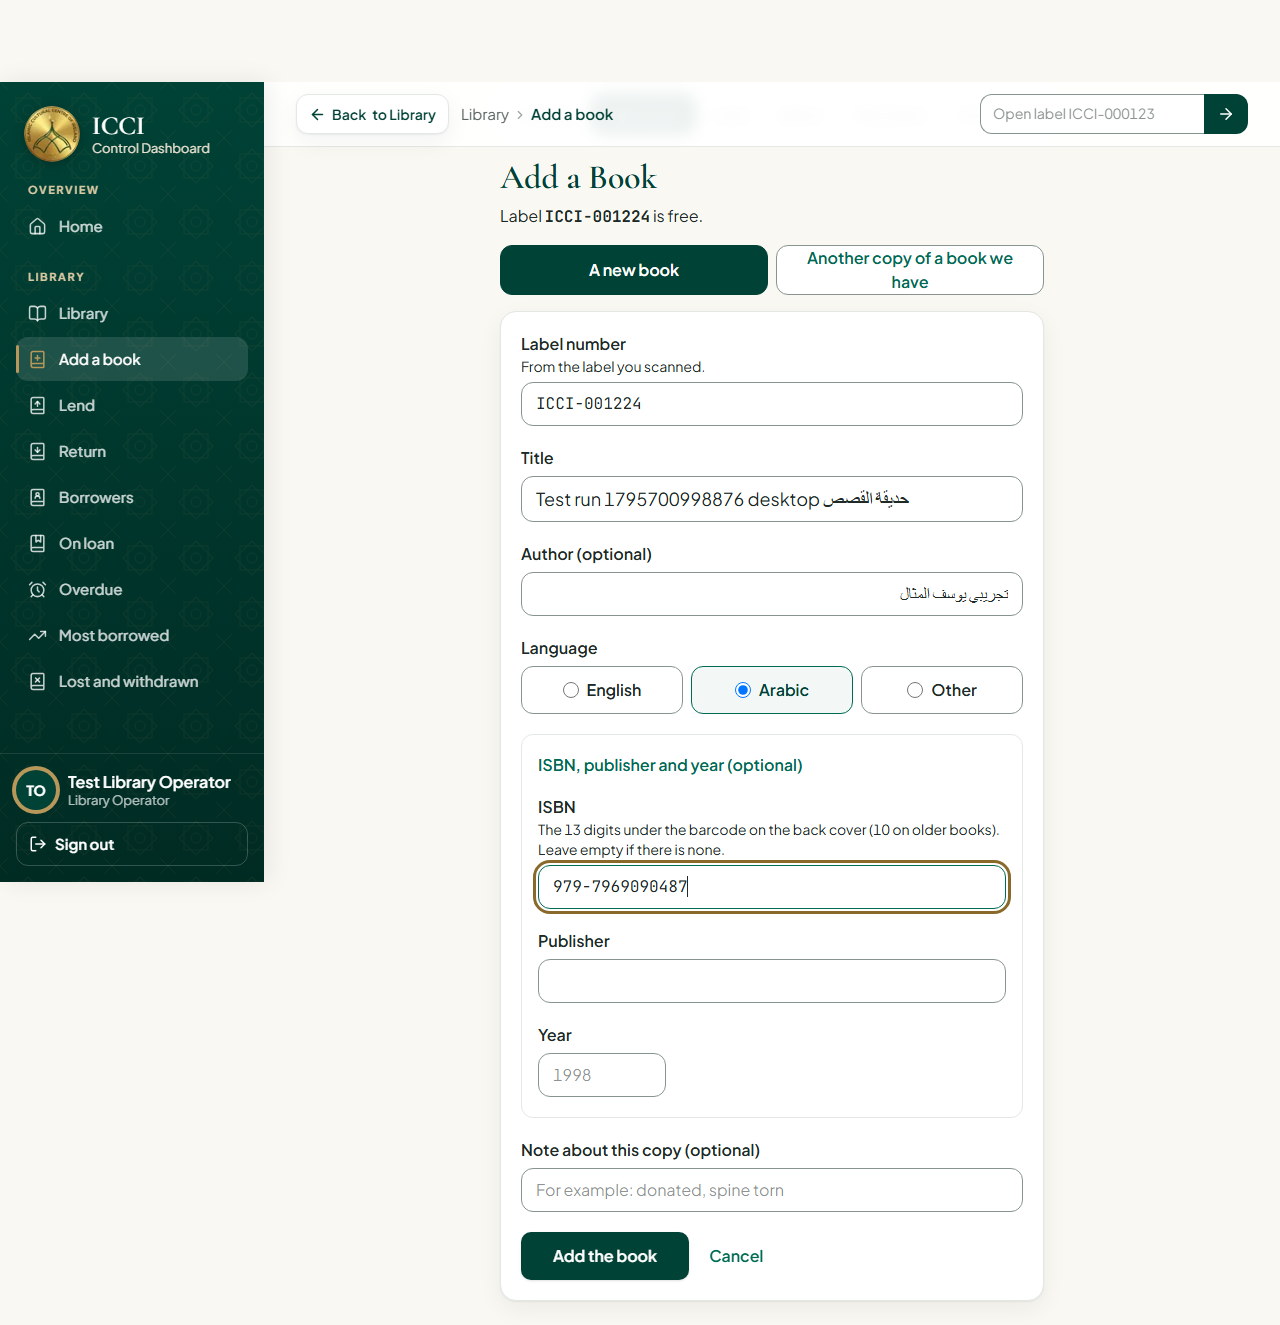 ICCI
Control Dashboard
OVERVIEW
Home
LIBRARY
Library
Add a book
Lend
Return
Borrowers
On loan
Overdue
Most borrowed
Lost and withdrawn
TO
Test Library Operator
Library Operator
Sign out
Back to Library
Library
Add a book
Open label ICCI-000123
Add a Book
Label ICCI-001224 is free.
A new book
Another copy of a book we
have
Label number
From the label you scanned.
ICCI-001224
Title
Test run 1795700998876 desktop حديقة القصص
Author (optional)
تجريبي يوسف المثال
Language
English
Arabic
Other
ISBN, publisher and year (optional)
ISBN
The 13 digits under the barcode on the back cover (10 on older books).
Leave empty if there is none.
979-7969090487
Publisher
Year
1998
Note about this copy (optional)
For example: donated, spine torn
Add the book
Cancel